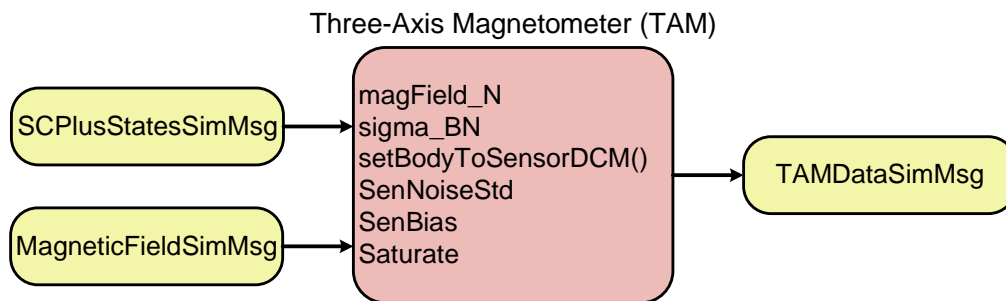 Three-Axis Magnetometer (TAM)
SCPlusStatesSimMsg
MagneticFieldSimMsg
magField_N
sigma_BN
setBodyToSensorDCM()
SenNoiseStd
SenBias
Saturate
TAMDataSimMsg